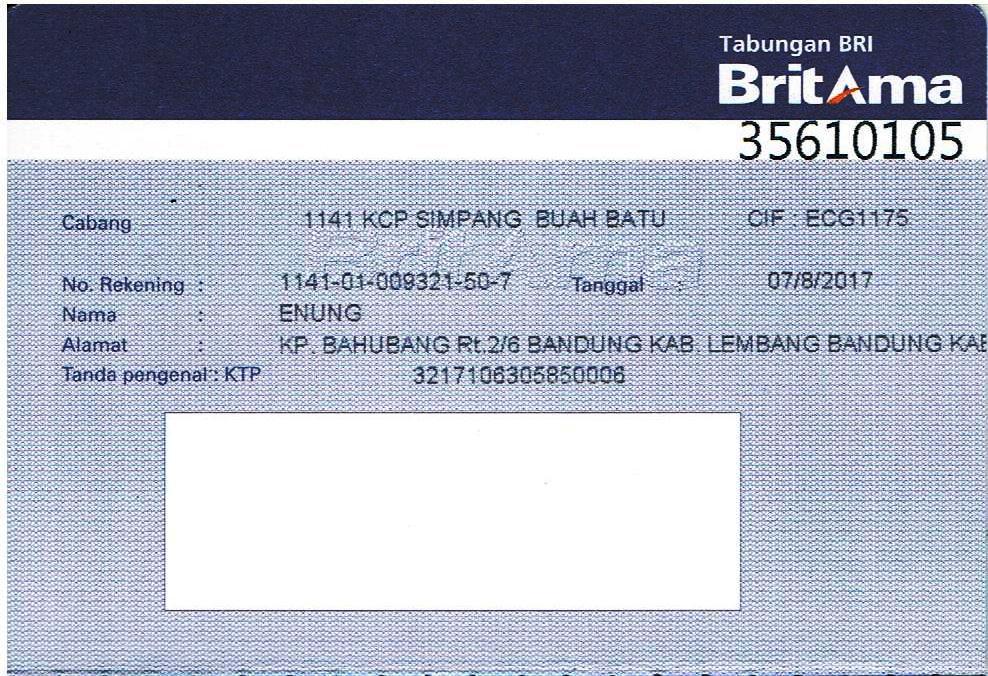 Tabungan BRI
BritAma
35610105
Cabang 1141 KCP SIMPANG BUAH BATU CIF : ECG1175
No. Rekening : 1141-01-009321-50-7 Tanggal : 07/8/2017
Nama : ENUNG
Alamat : KP. BAHUBANG Rt.2/6 BANDUNG KAB. LEMBANG BANDUNG KAB
Tanda pengenal : KTP 3217106305850006